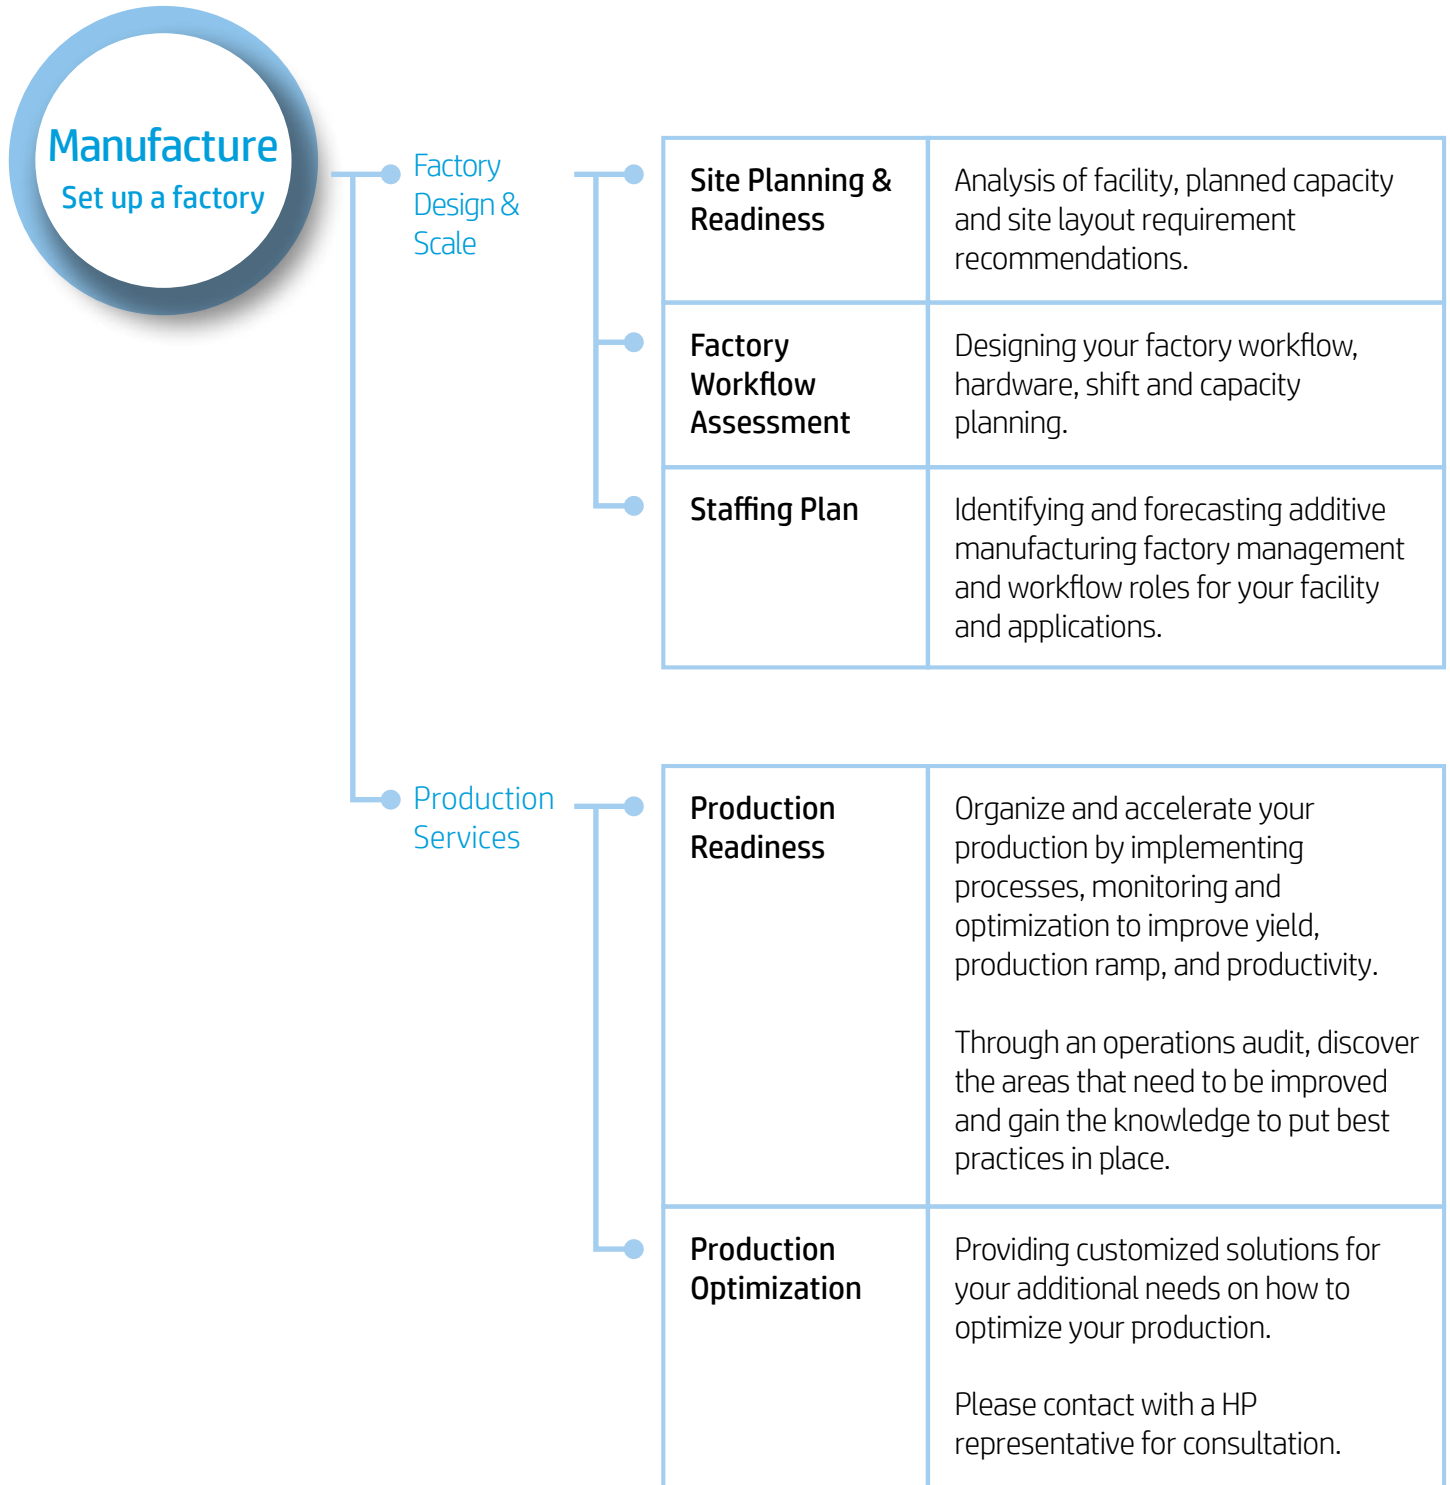 Manufacture
Set up a factory
Factory
Design &
Scale
Site Planning &
Readiness
Analysis of facility, planned capacity
and site layout requirement
recommendations.
Factory
Workflow
Assessment
Designing your factory workflow,
hardware, shift and capacity
planning.
Staffing Plan
Identifying and forecasting additive
manufacturing factory management
and workflow roles for your facility
and applications.
Production
Services
Production
Readiness
Organize and accelerate your
production by implementing
processes, monitoring and
optimization to improve yield,
production ramp, and productivity.
Through an operations audit, discover
the areas that need to be improved
and gain the knowledge to put best
practices in place.
Production
Optimization
Providing customized solutions for
your additional needs on how to
optimize your production.
Please contact with a HP
representative for consultation.